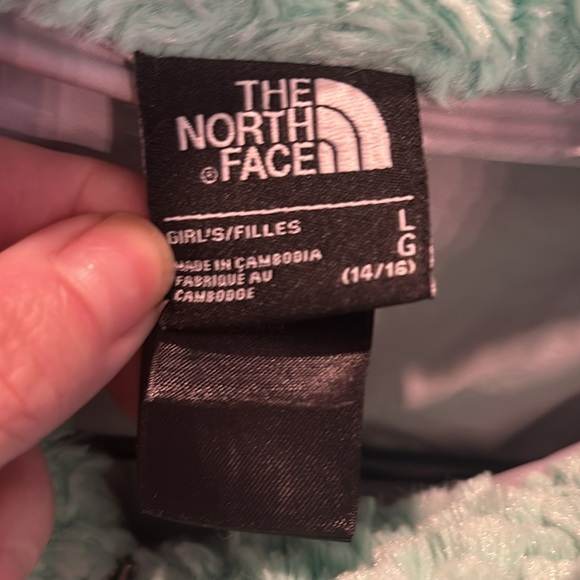 THE
NORTH
® FACE
GIRL'S/FILLES L
G
MADE IN CAMBODIA (14/16)
FABRIQUE AU
CAMBODGE